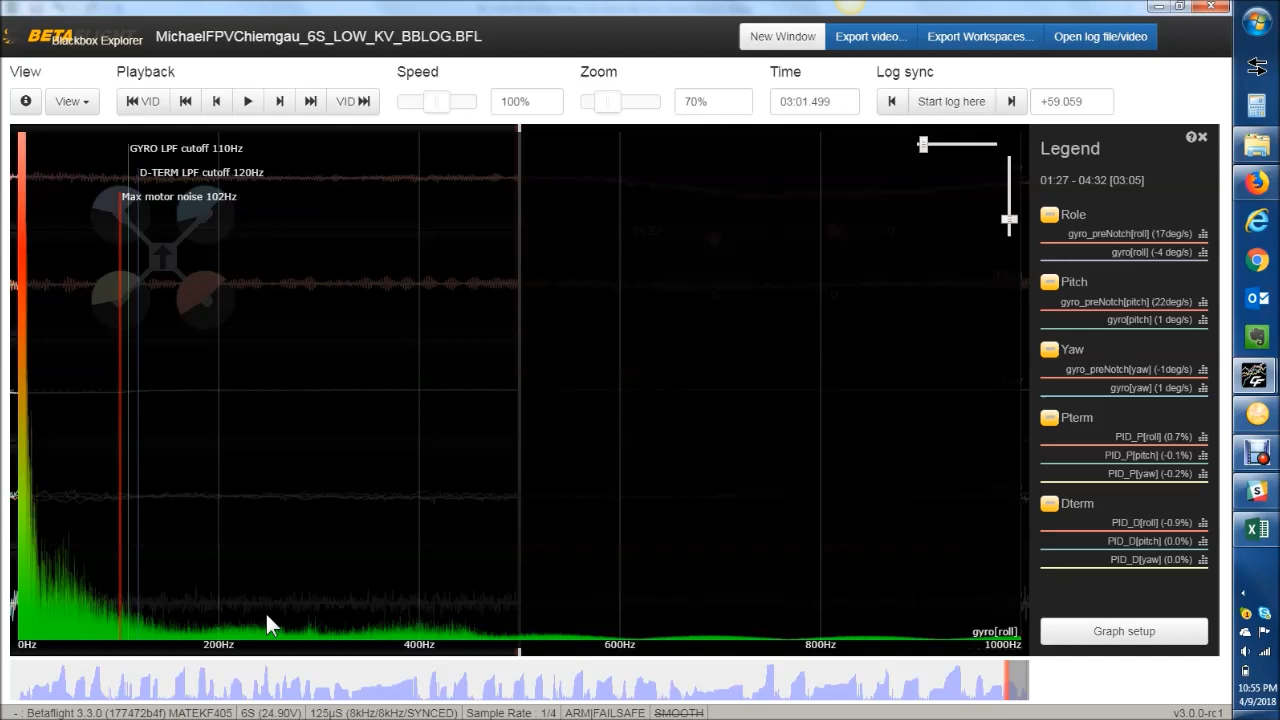 BETAFLIGHT
Blackbox Explorer
MichaelFPVChiemgau_6S_LOW_KV_BBLOG.BFL
New Window
Export video...
Export Workspaces...
Open log file/video
View
Playback
Speed
Zoom
Time
Log sync
View
VID
VID
100%
70%
03:01.499
Start log here
+59.059
GYRO LPF cutoff 110Hz
D-TERM LPF cutoff 120Hz
Max motor noise 102Hz
Legend
01:27 - 04:32 [03:05]
Role
gyro_preNotch[roll] (17deg/s)
gyro[roll] (-4 deg/s)
Pitch
gyro_preNotch[pitch] (22deg/s)
gyro[pitch] (1 deg/s)
Yaw
gyro_preNotch[yaw] (-1deg/s)
gyro[yaw] (1 deg/s)
Pterm
PID_P[roll] (0.7%)
PID_P[pitch] (-0.1%)
PID_P[yaw] (-0.2%)
Dterm
PID_D[roll] (-0.9%)
PID_D[pitch] (0.0%)
PID_D[yaw] (0.0%)
Graph setup
gyro[roll]
0Hz
200Hz
400Hz
600Hz
800Hz
1000Hz
- : Betaflight 3.3.0 (177472b4f) MATEKF405
6S (24.90V)
125µS (8kHz/8kHz/SYNCED)
Sample Rate : 1/4
ARM|FAILSAFE
SMOOTH
v3.0.0-rc1
10:55 PM
4/9/2018